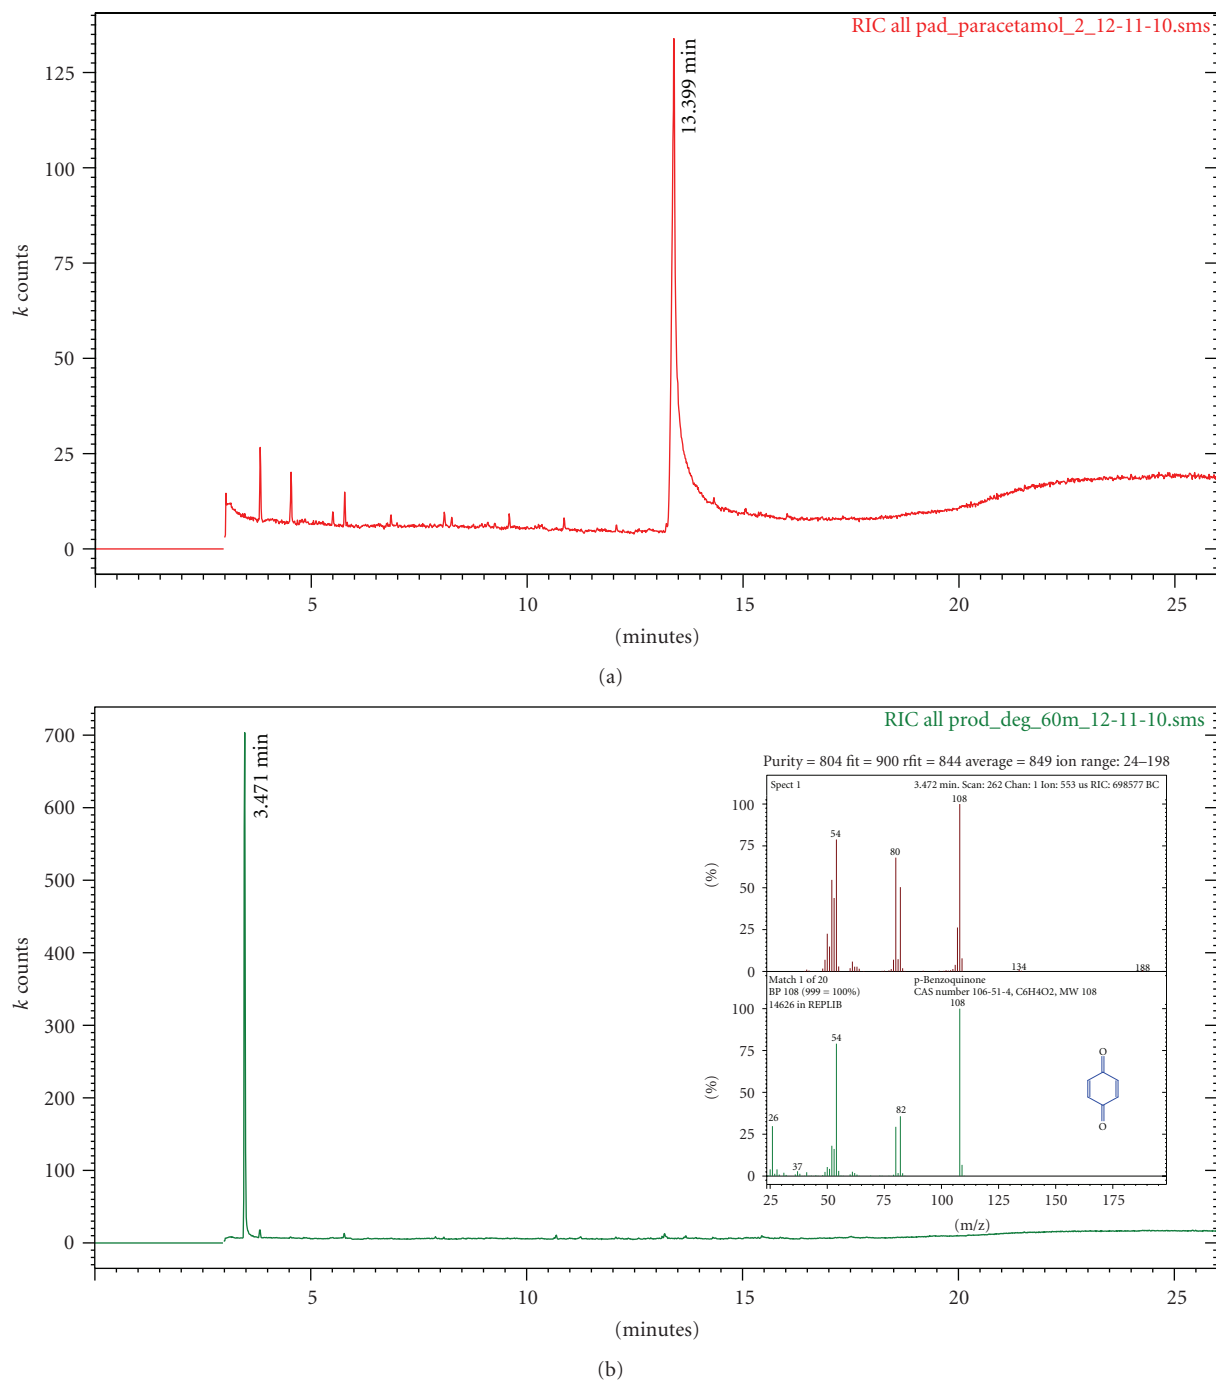 RIC all pad_paracetamol_2_12-11-10.sms
13.399 min
125
100
75
50
25
0
k counts
5 10 15 20 25
(minutes)
(a)
RIC all prod_deg_60m_12-11-10.sms
3.471 min
700
600
500
400
300
200
100
0
k counts
Purity = 804 fit = 900 rfit = 844 average = 849 ion range: 24–198
Spect 1 3.472 min. Scan: 262 Chan: 1 Ion: 553 us RIC: 698577 BC
108
100
54
80
75
50
25
0
(%)
134
188
Match 1 of 20 p-Benzoquinone
BP 108 (999 = 100%) CAS number 106-51-4, C6H4O2, MW 108
14626 in REPLIB 108
100
54
75
50
82
26
25
37
0
(%)
O
O
25 50 75 100 125 150 175
(m/z)
5 10 15 20 25
(minutes)
(b)